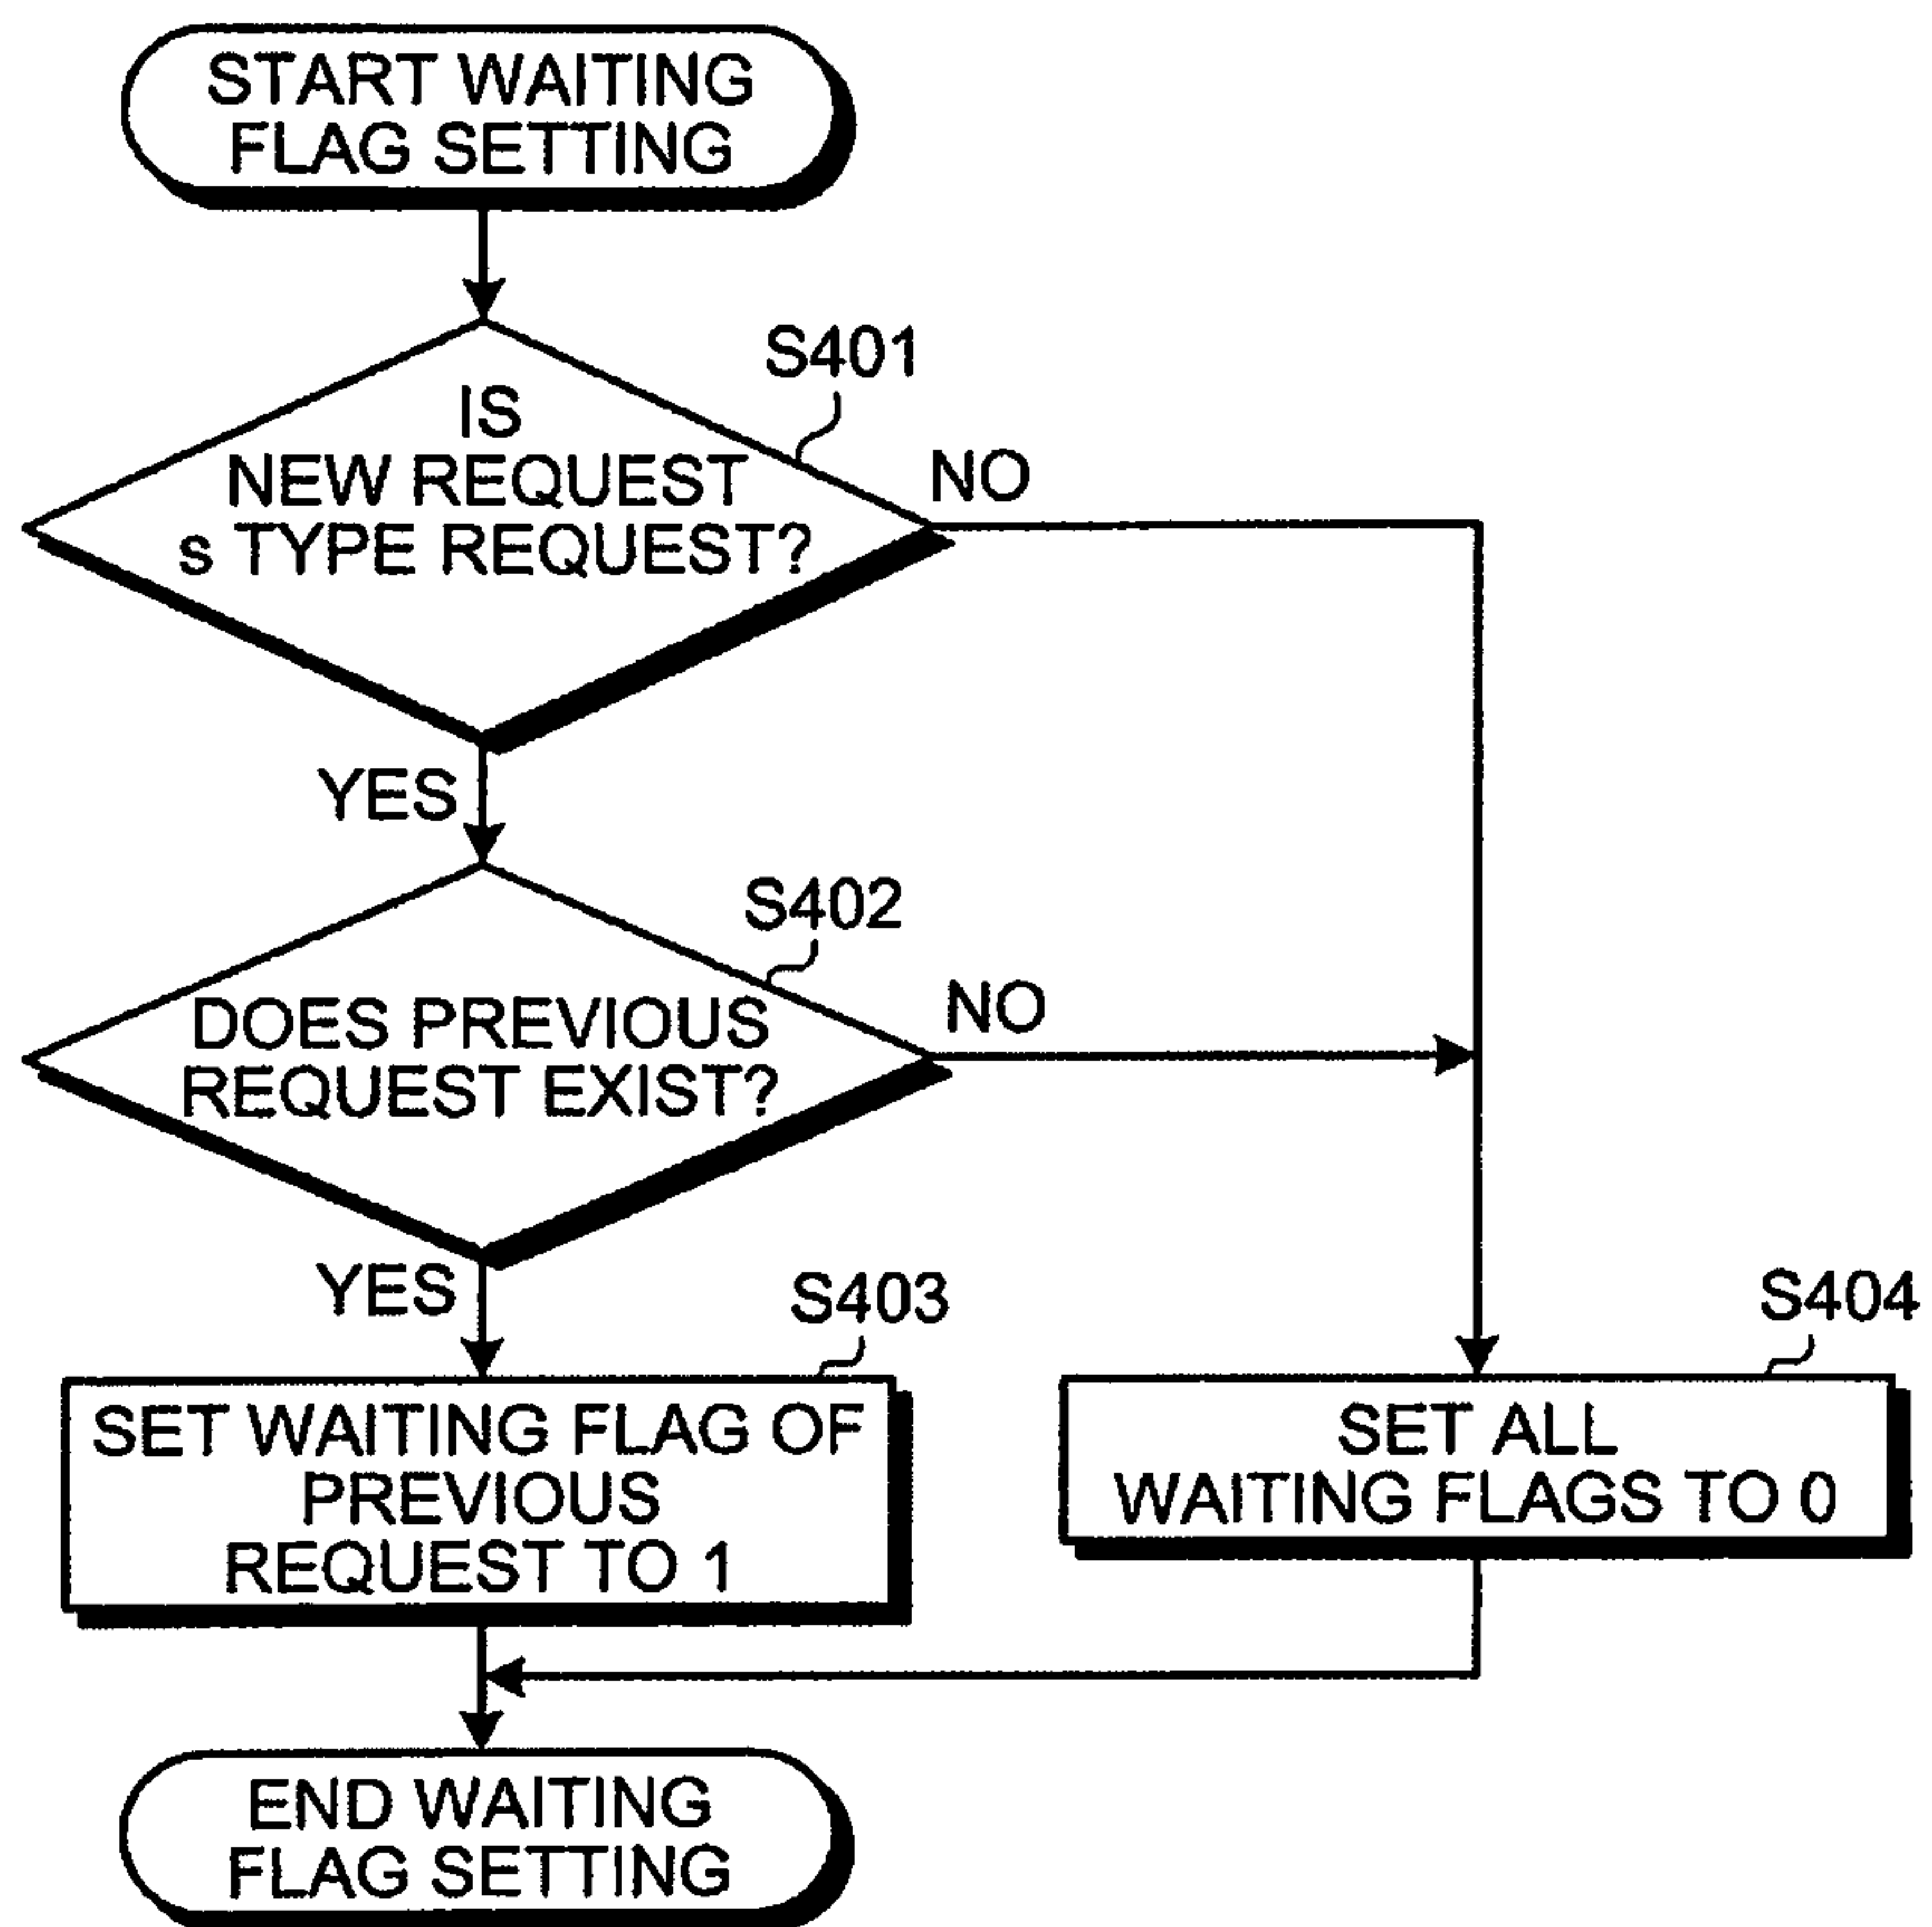 START WAITING
FLAG SETTING
S401
IS
NEW REQUEST
s TYPE REQUEST?
NO
YES
S402
DOES PREVIOUS
REQUEST EXIST?
NO
YES
S403
SET WAITING FLAG OF
PREVIOUS
REQUEST TO 1
S404
SET ALL
WAITING FLAGS TO 0
END WAITING
FLAG SETTING